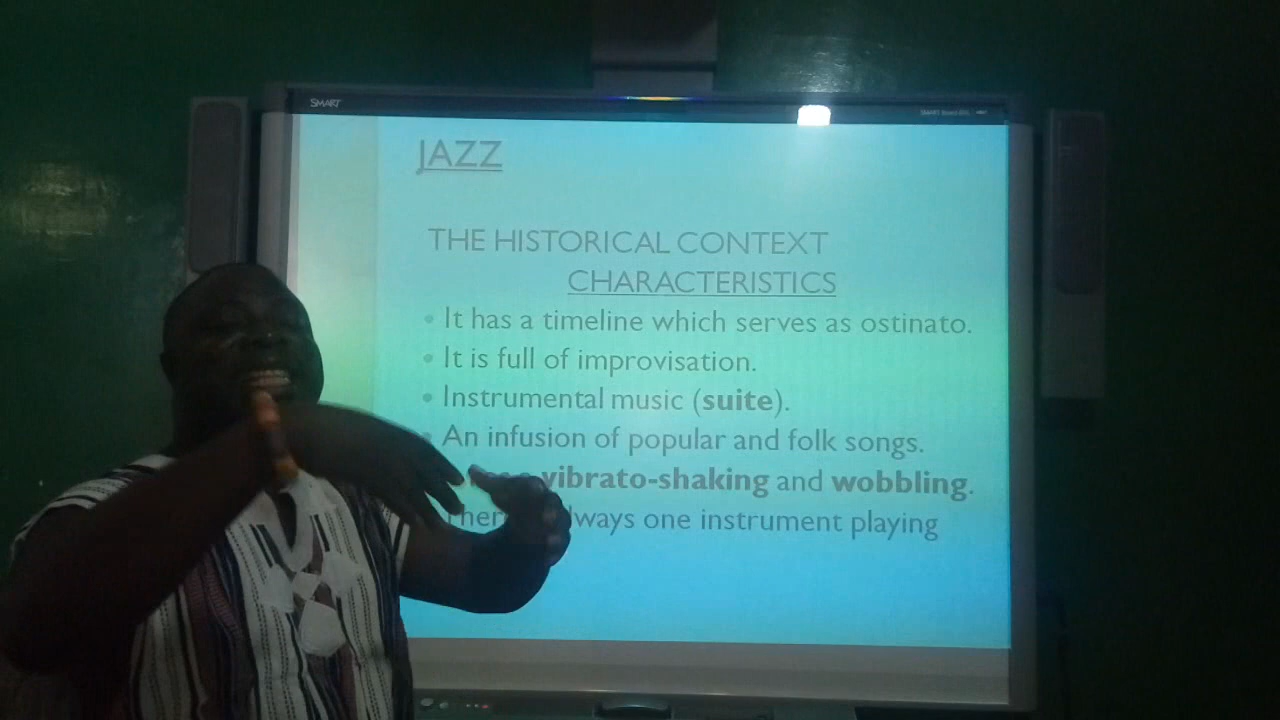 SMART
JAZZ
THE HISTORICAL CONTEXT
CHARACTERISTICS
• It has a timeline which serves as ostinato.
• It is full of improvisation.
• Instrumental music (suite).
• An infusion of popular and folk songs.
vibrato-shaking and wobbling.
always one instrument playing